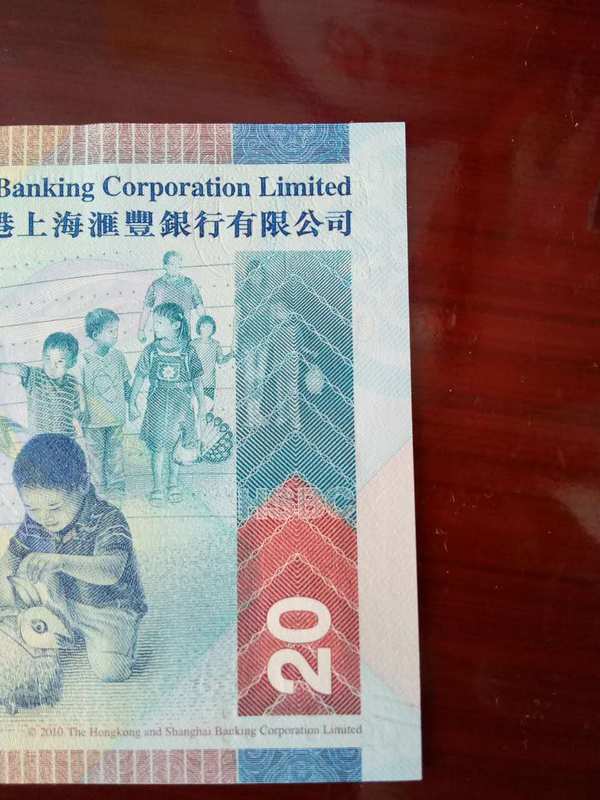 Banking Corporation Limited
港上海滙豐銀行有限公司
HSBC
20
© 2010 The Hongkong and Shanghai Banking Corporation Limited